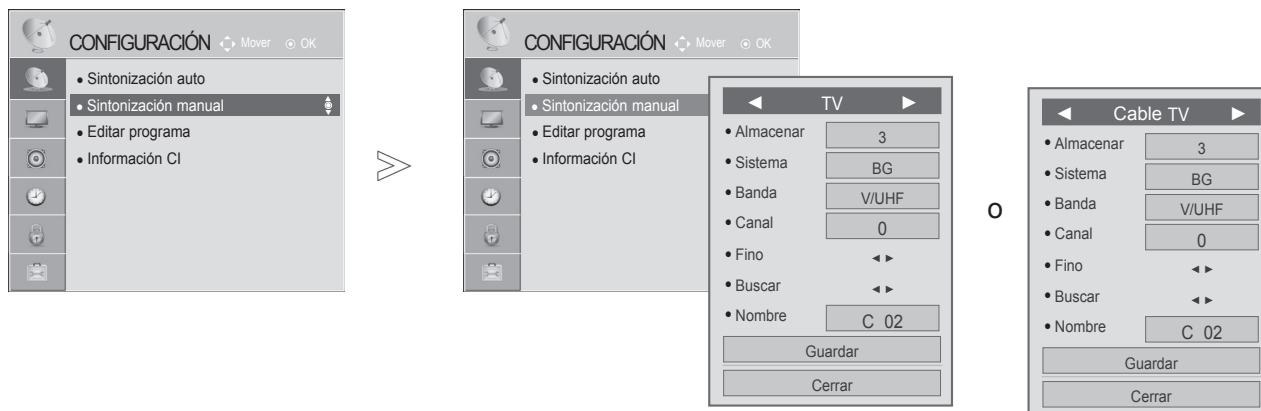 CONFIGURACIÓN Mover OK
• Sintonización auto
• Sintonización manual
• Editar programa
• Información CI
CONFIGURACIÓN Mover OK
• Sintonización auto
• Sintonización manual
• Editar programa
• Información CI
◄ TV ►
• Almacenar 3
• Sistema BG
• Banda V/UHF
• Canal 0
• Fino ◄ ►
• Buscar ◄ ►
• Nombre C 02
Guardar
Cerrar
o
◄ Cable TV ►
• Almacenar 3
• Sistema BG
• Banda V/UHF
• Canal 0
• Fino ◄ ►
• Buscar ◄ ►
• Nombre C 02
Guardar
Cerrar